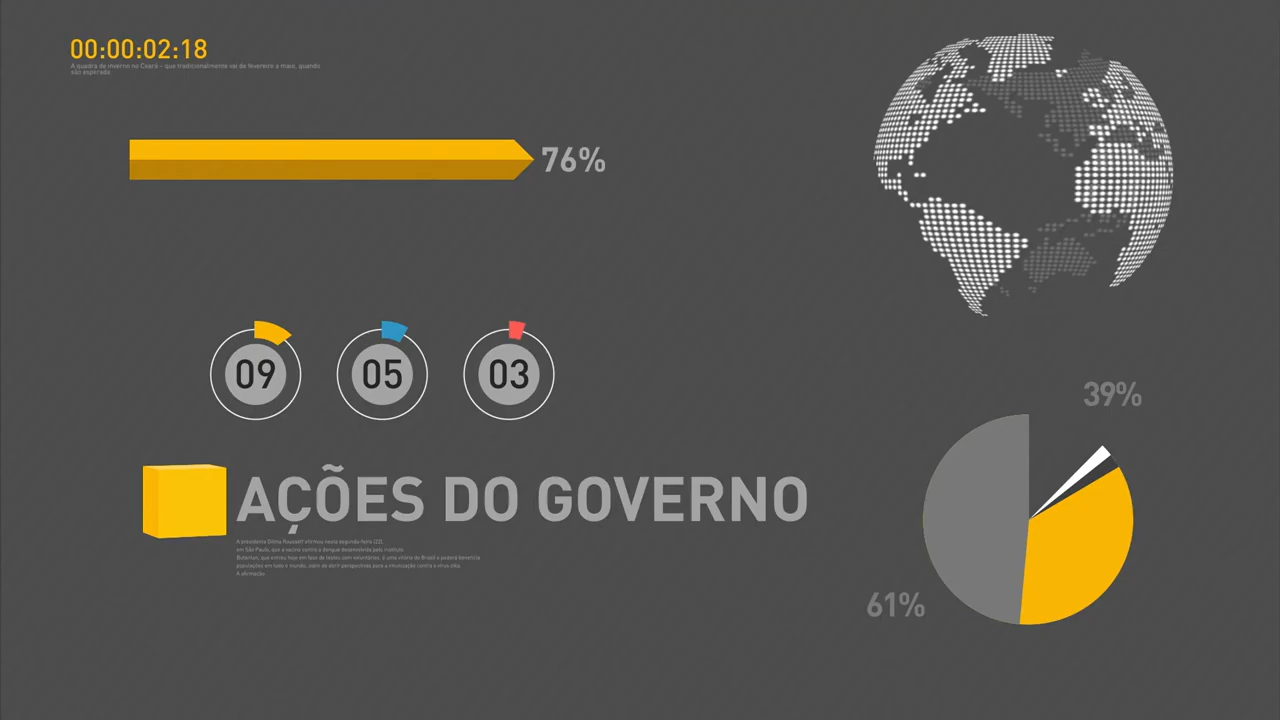 00:00:02:18
A quadra de inverno no Ceará – que tradicionalmente vai de fevereiro a maio, quando
são esperada
76%
09
05
03
39%
AÇÕES DO GOVERNO
A presidenta Dilma Rousseff afirmou nesta segunda-feira (22),
em São Paulo, que a vacina contra a dengue desenvolvida pelo Instituto
Butantan, que entrou hoje em fase de testes com voluntários, é uma vitória do Brasil e poderá beneficia
populações em todo o mundo, além de abrir perspectivas para a imunização contra o vírus zika.
A afirmação
61%